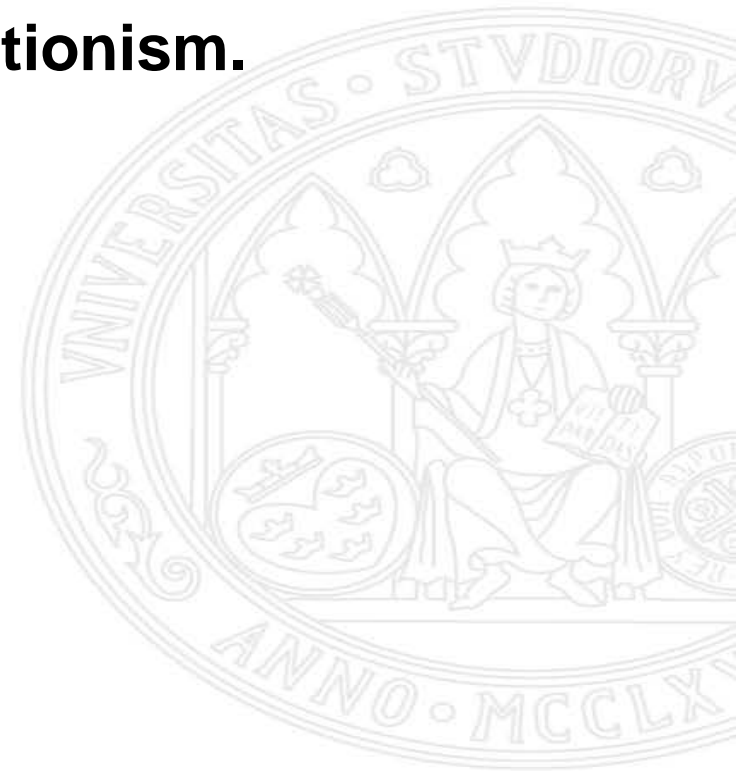 tionism.
VNIVERSITAS · STVDIORV
ANNO · MCCLX